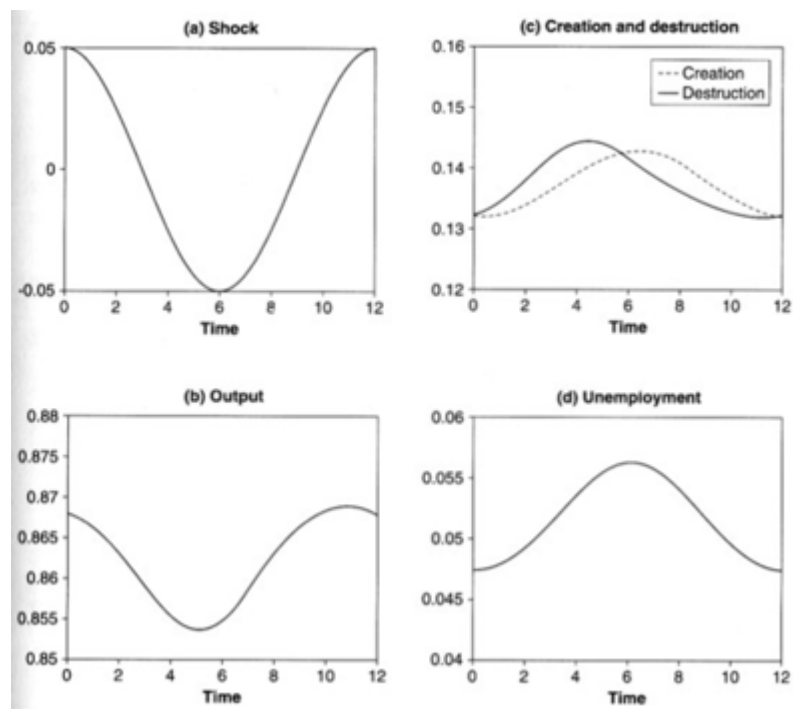 (a) Shock
0.05
0
-0.05
0 2 4 6 8 10 12
Time
(c) Creation and destruction
0.16
0.15
0.14
0.13
0.12
Creation
Destruction
0 2 4 6 8 10 12
Time
(b) Output
0.88
0.875
0.87
0.865
0.86
0.855
0.85
0 2 4 6 8 10 12
Time
(d) Unemployment
0.06
0.055
0.05
0.045
0.04
0 2 4 6 8 10 12
Time